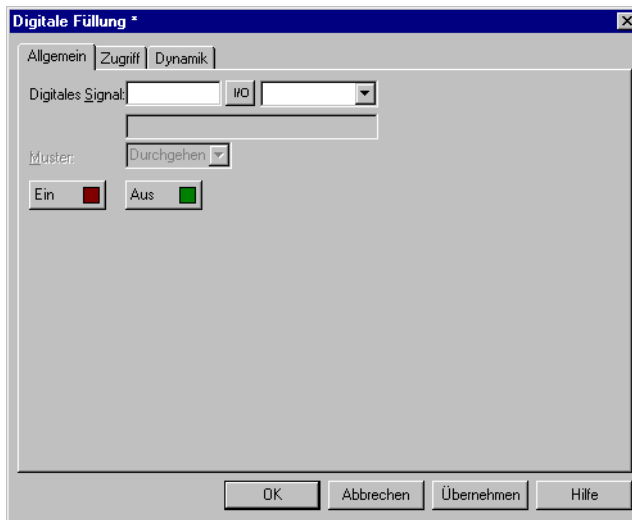 Digitale Füllung *
Allgemein Zugriff Dynamik
Digitales Signal: I/O
Muster: Durchgehen
Ein Aus
OK Abbrechen Übernehmen Hilfe